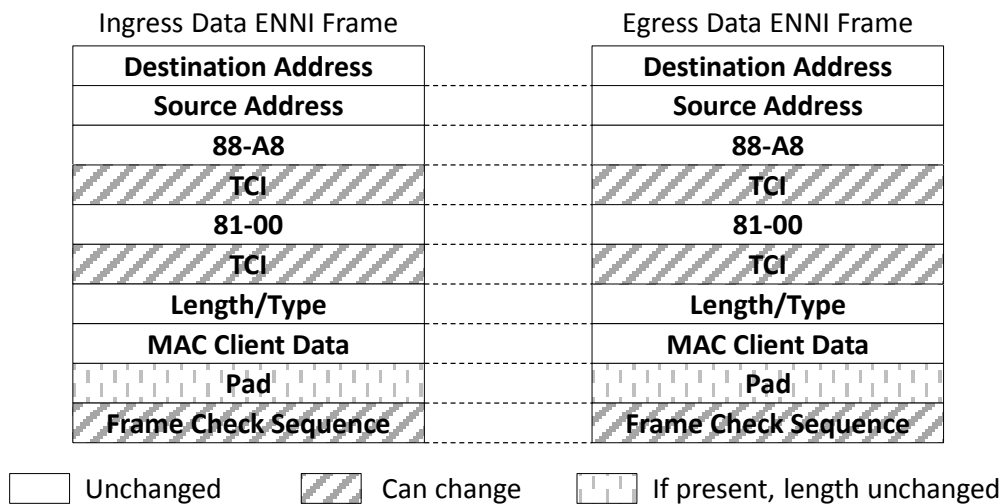 Ingress Data ENNI Frame
Egress Data ENNI Frame
Destination Address
Destination Address
Source Address
Source Address
88-A8
88-A8
TCI
TCI
81-00
81-00
TCI
TCI
Length/Type
Length/Type
MAC Client Data
MAC Client Data
Pad
Pad
Frame Check Sequence
Frame Check Sequence
Unchanged
Can change
If present, length unchanged